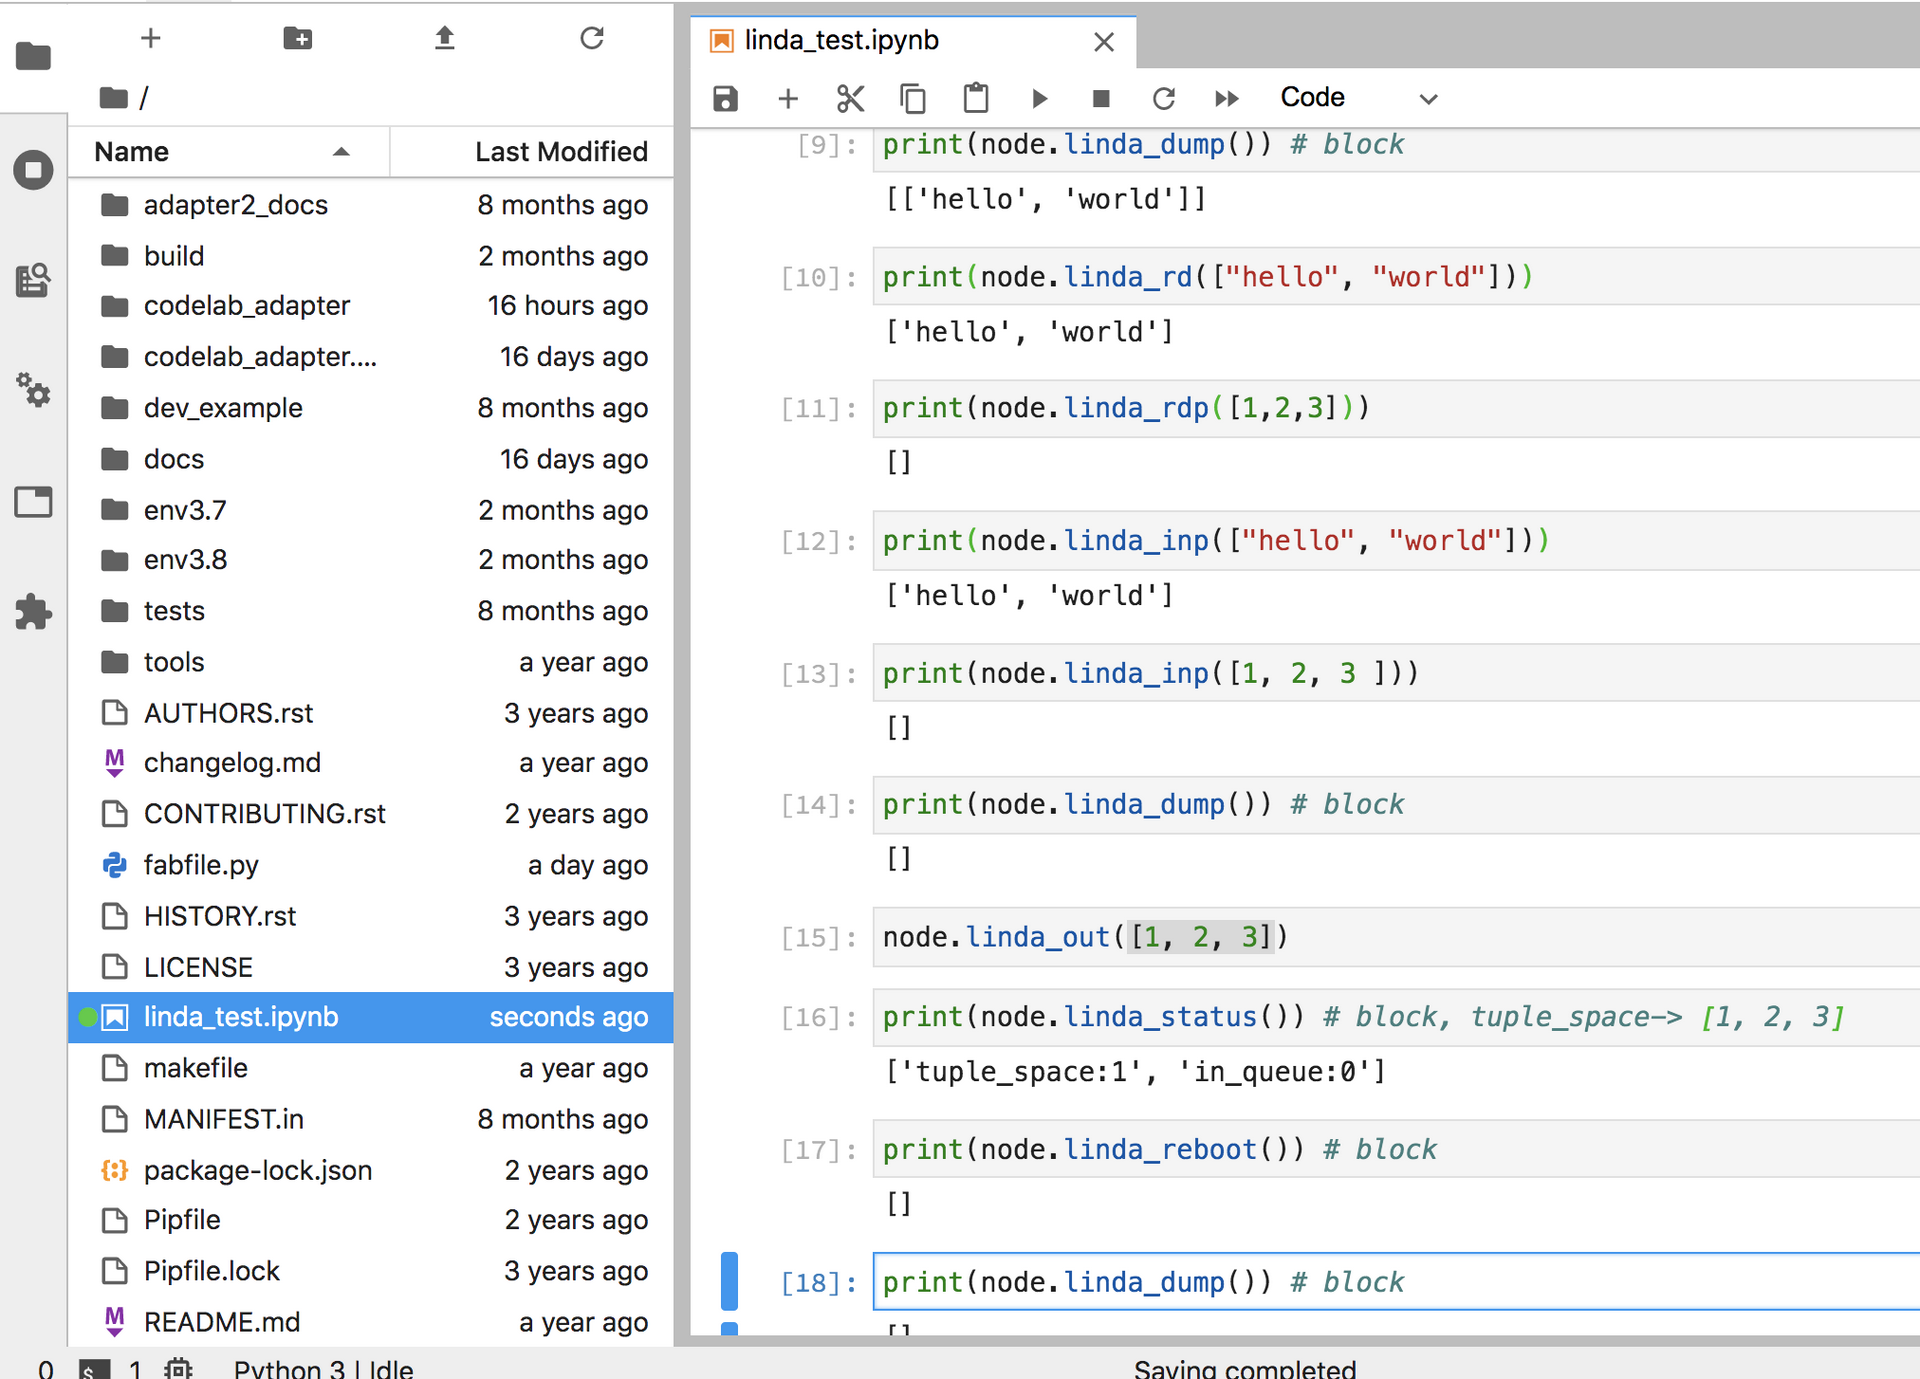 /
Name Last Modified
adapter2_docs 8 months ago
build 2 months ago
codelab_adapter 16 hours ago
codelab_adapter.... 16 days ago
dev_example 8 months ago
docs 16 days ago
env3.7 2 months ago
env3.8 2 months ago
tests 8 months ago
tools a year ago
AUTHORS.rst 3 years ago
changelog.md a year ago
CONTRIBUTING.rst 2 years ago
fabfile.py a day ago
HISTORY.rst 3 years ago
LICENSE 3 years ago
linda_test.ipynb seconds ago
makefile a year ago
MANIFEST.in 8 months ago
package-lock.json 2 years ago
Pipfile 2 years ago
Pipfile.lock 3 years ago
README.md a year ago
linda_test.ipynb
Code
[9]: print(node.linda_dump()) # block
[['hello', 'world']]
[10]: print(node.linda_rd(["hello", "world"]))
['hello', 'world']
[11]: print(node.linda_rdp([1,2,3]))
[]
[12]: print(node.linda_inp(["hello", "world"]))
['hello', 'world']
[13]: print(node.linda_inp([1, 2, 3 ]))
[]
[14]: print(node.linda_dump()) # block
[]
[15]: node.linda_out([1, 2, 3])
[16]: print(node.linda_status()) # block, tuple_space—> [1, 2, 3]
['tuple_space:1', 'in_queue:0']
[17]: print(node.linda_reboot()) # block
[]
[18]: print(node.linda_dump()) # block
[]
0 $_ 1 Python 3 | Idle Saving completed